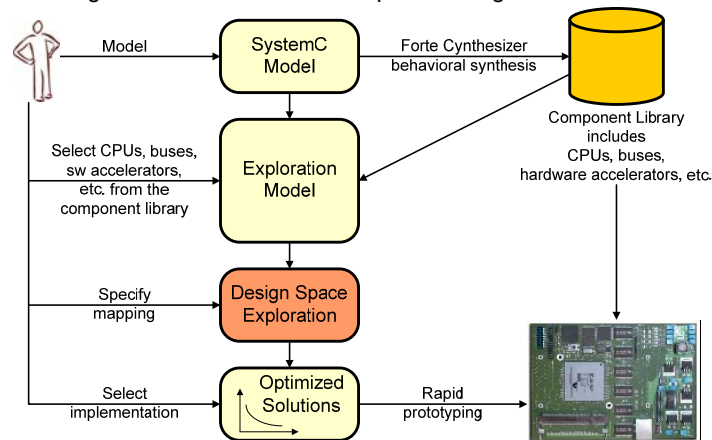 Model
SystemC
Model
Forte Cynthesizer
behavioral synthesis
Component Library
includes
CPUs, buses,
hardware accelerators, etc.
Select CPUs, buses,
sw accelerators,
etc. from the
component library
Exploration
Model
Specify
mapping
Design Space
Exploration
Select
implementation
Optimized
Solutions
Rapid
prototyping